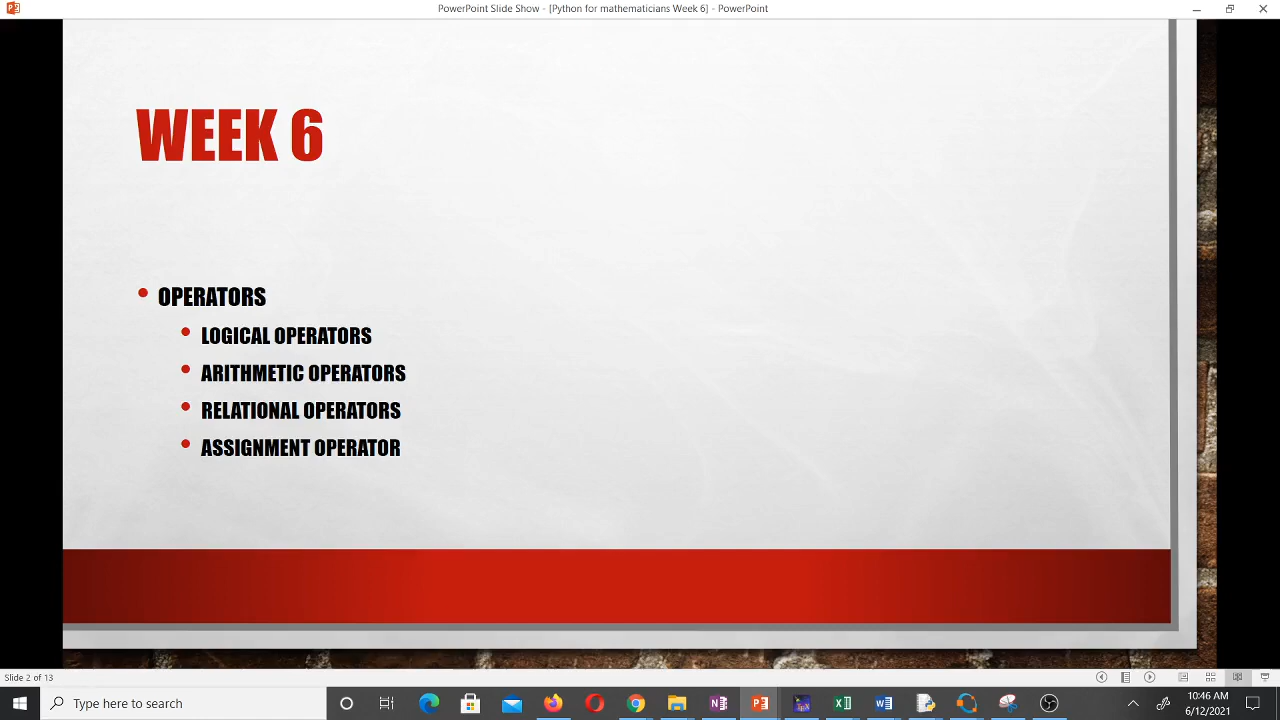 PowerPoint Slide Show - [Python for mathematicians Week 6] - PowerPoint
WEEK 6
• OPERATORS
• LOGICAL OPERATORS
• ARITHMETIC OPERATORS
• RELATIONAL OPERATORS
• ASSIGNMENT OPERATOR
Slide 2 of 13
Type here to search
10:46 AM
6/12/2021